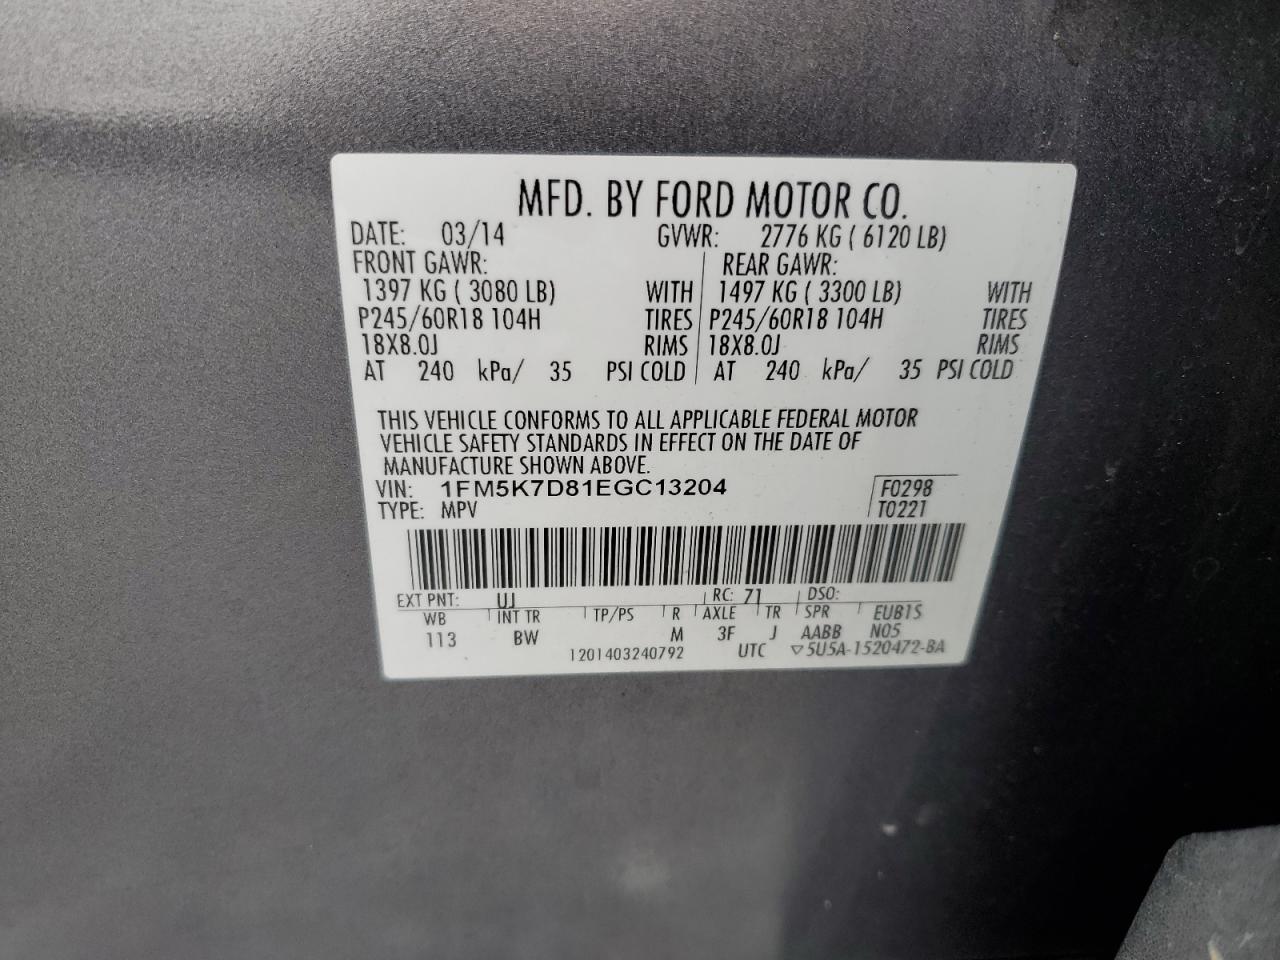 MFD. BY FORD MOTOR CO.
DATE: 03/14 GVWR: 2776 KG ( 6120 LB)
FRONT GAWR: REAR GAWR:
1397 KG ( 3080 LB) WITH 1497 KG ( 3300 LB) WITH
P245/60R18 104H TIRES P245/60R18 104H TIRES
18X8.0J RIMS 18X8.0J RIMS
AT 240 kPa/ 35 PSI COLD AT 240 kPa/ 35 PSI COLD
THIS VEHICLE CONFORMS TO ALL APPLICABLE FEDERAL MOTOR
VEHICLE SAFETY STANDARDS IN EFFECT ON THE DATE OF
MANUFACTURE SHOWN ABOVE.
VIN: 1FM5K7D81EGC13204 F0298
TYPE: MPV T0221
EXT PNT: UJ RC: 71 DSO:
WB INT TR TP/PS R AXLE TR SPR EUB1S
113 BW M 3F J AABB N05
1201403240792 UTC ▽5U5A-1520472-BA